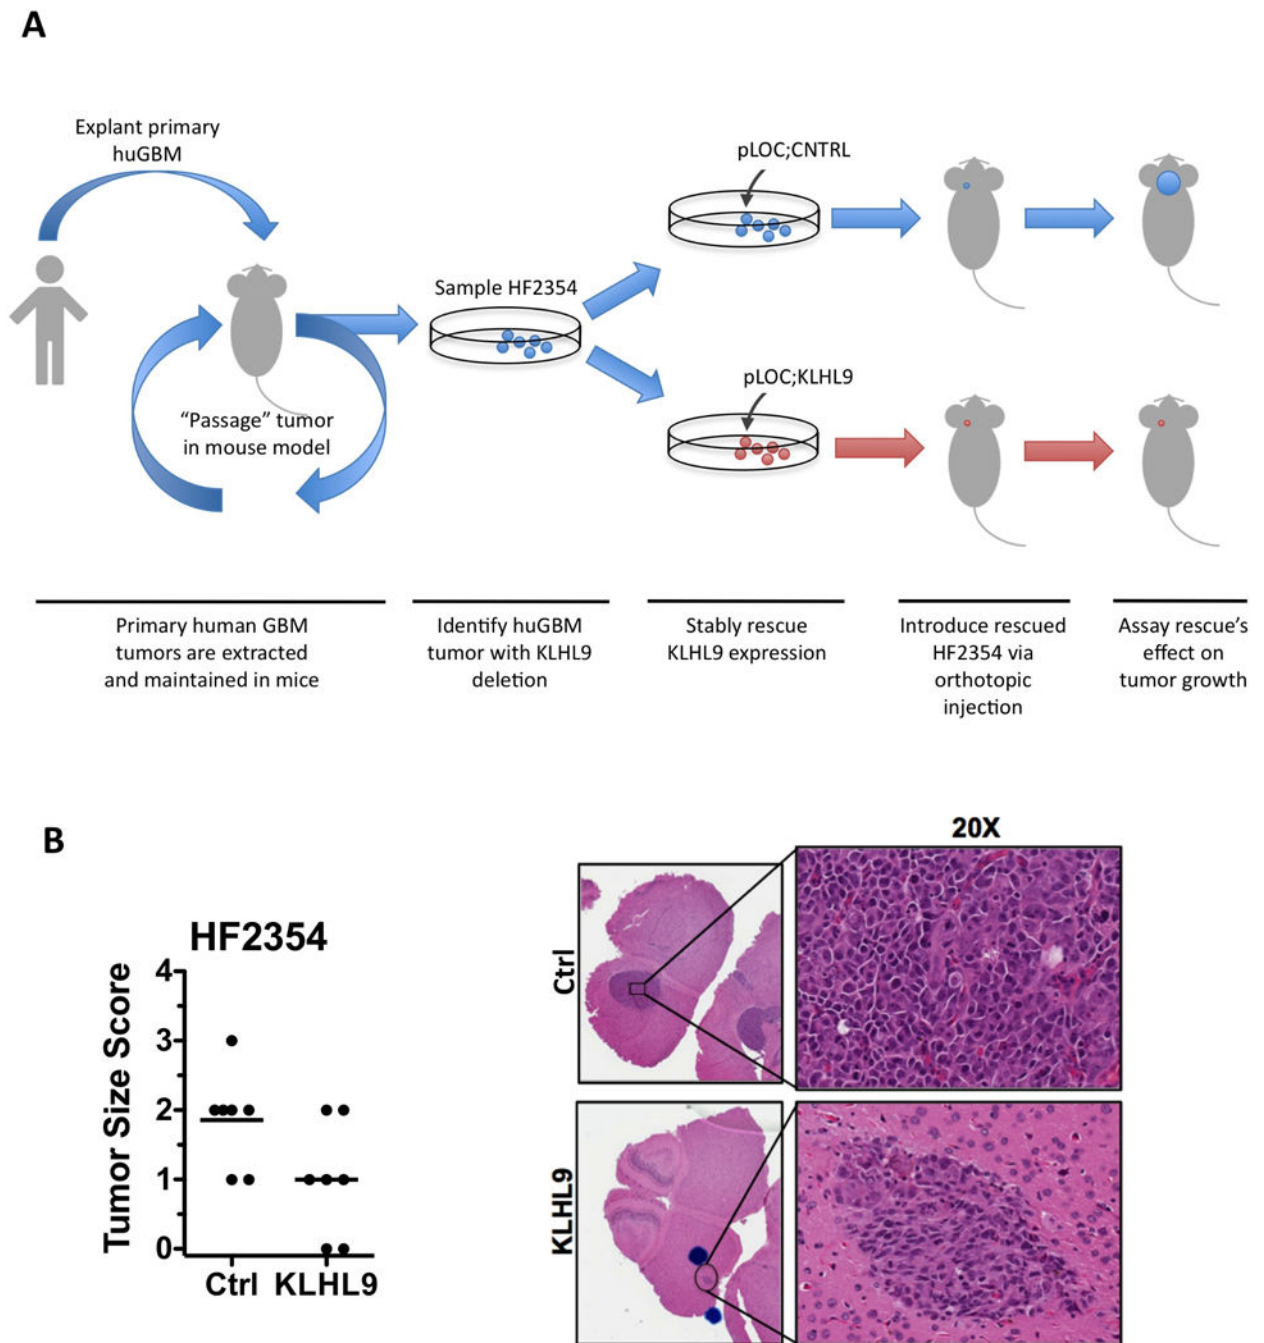 A
Explant primary
huGBM
"Passage" tumor
in mouse model
Sample HF2354
pLOC;CNTRL
pLOC;KLHL9
Primary human GBM
tumors are extracted
and maintained in mice
Identify huGBM
tumor with KLHL9
deletion
Stably rescue
KLHL9 expression
Introduce rescued
HF2354 via
orthotopic
injection
Assay rescue's
effect on
tumor growth
B
HF2354
Tumor Size Score
4
3
2
1
0
Ctrl KLHL9
20X
Ctrl
KLHL9